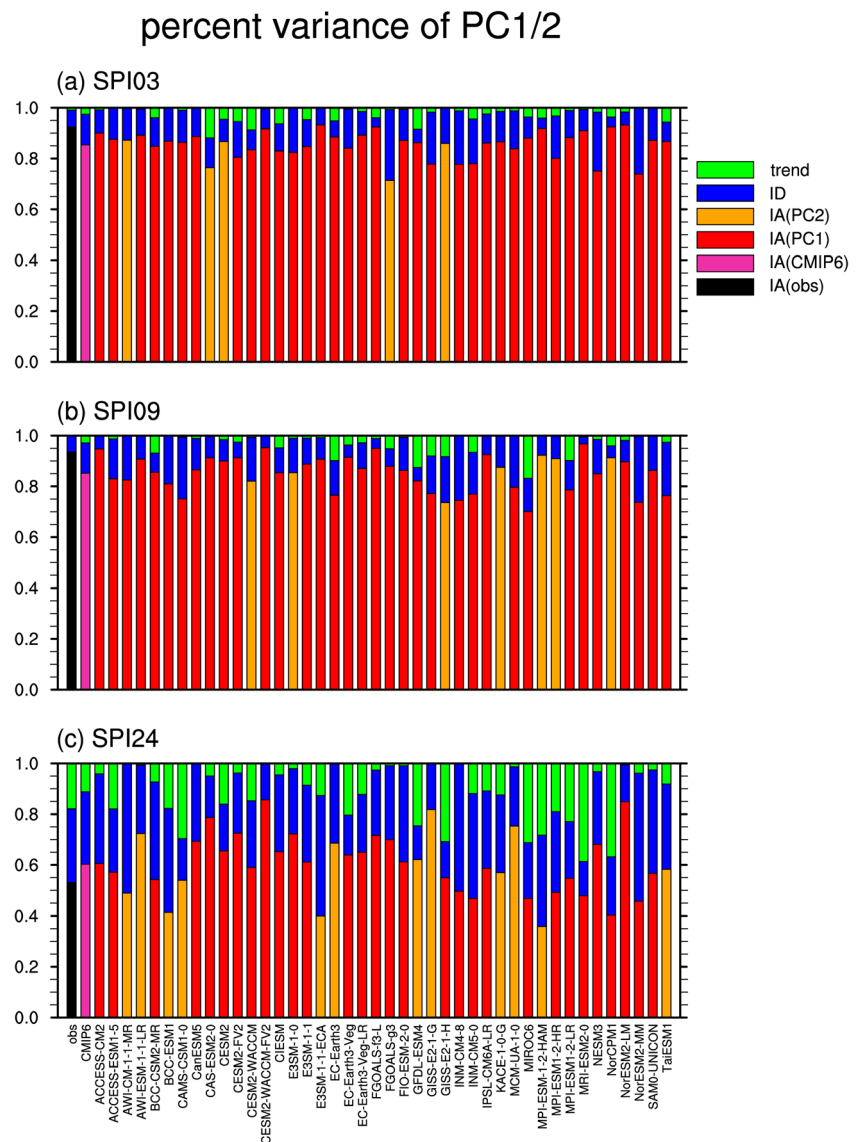 percent variance of PC1/2
(a) SPI03
1.0
0.8
0.6
0.4
0.2
0.0
trend
ID
IA(PC2)
IA(PC1)
IA(CMIP6)
IA(obs)
(b) SPI09
1.0
0.8
0.6
0.4
0.2
0.0
(c) SPI24
1.0
0.8
0.6
0.4
0.2
0.0
obs
CMIP6
ACCESS-CM2
ACCESS-ESM1-5
AWI-CM-1-1-MR
AWI-ESM-1-1-LR
BCC-CSM2-MR
BCC-ESM1
CAMS-CSM1-0
CanESM5
CAS-ESM2-0
CESM2
CESM2-FV2
CESM2-WACCM
CESM2-WACCM-FV2
CIESM
E3SM-1-0
E3SM-1-1
E3SM-1-1-ECA
EC-Earth3
EC-Earth3-Veg
EC-Earth3-Veg-LR
FGOALS-f3-L
FGOALS-g3
FIO-ESM-2-0
GFDL-ESM4
GISS-E2-1-G
GISS-E2-1-H
INM-CM4-8
INM-CM5-0
IPSL-CM6A-LR
KACE-1-0-G
MCM-UA-1-0
MIROC6
MPI-ESM-1-2-HAM
MPI-ESM1-2-HR
MPI-ESM1-2-LR
MRI-ESM2-0
NESM3
NorCPM1
NorESM2-LM
NorESM2-MM
SAM0-UNICON
TaiESM1